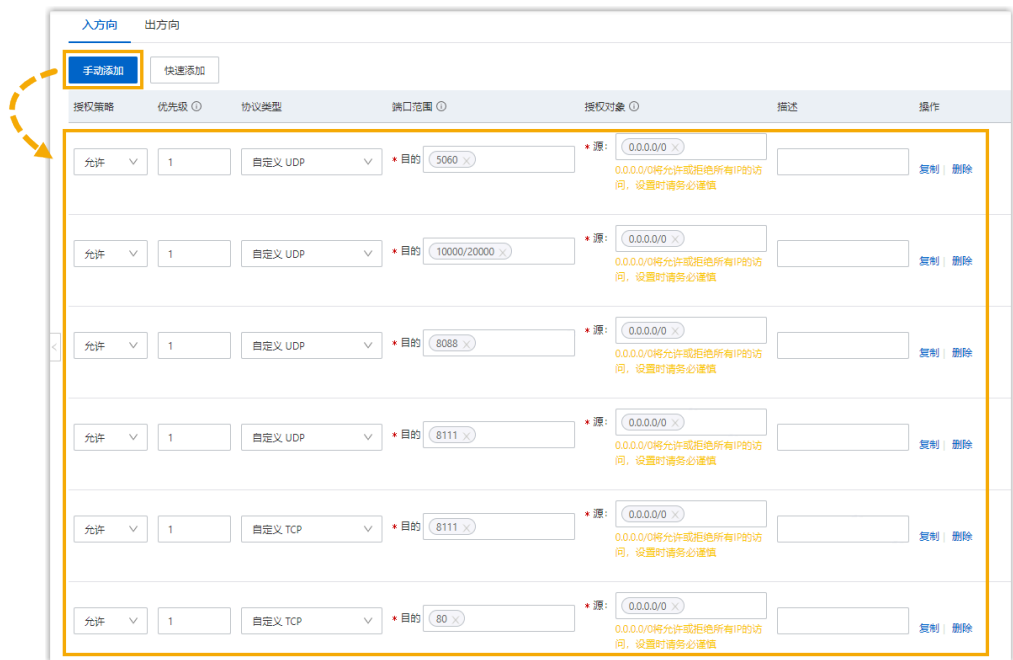 入方向 出方向
手动添加 快速添加
授权策略 优先级 协议类型 端口范围 授权对象 描述 操作
允许 1 自定义 UDP * 目的 5060 × * 源: 0.0.0.0/0 × 复制 | 删除
0.0.0.0/0将允许或拒绝所有IP的访
问，设置时请务必谨慎
允许 1 自定义 UDP * 目的 10000/20000 × * 源: 0.0.0.0/0 × 复制 | 删除
0.0.0.0/0将允许或拒绝所有IP的访
问，设置时请务必谨慎
允许 1 自定义 UDP * 目的 8088 × * 源: 0.0.0.0/0 × 复制 | 删除
0.0.0.0/0将允许或拒绝所有IP的访
问，设置时请务必谨慎
允许 1 自定义 UDP * 目的 8111 × * 源: 0.0.0.0/0 × 复制 | 删除
0.0.0.0/0将允许或拒绝所有IP的访
问，设置时请务必谨慎
允许 1 自定义 TCP * 目的 8111 × * 源: 0.0.0.0/0 × 复制 | 删除
0.0.0.0/0将允许或拒绝所有IP的访
问，设置时请务必谨慎
允许 1 自定义 TCP * 目的 80 × * 源: 0.0.0.0/0 × 复制 | 删除
0.0.0.0/0将允许或拒绝所有IP的访
问，设置时请务必谨慎